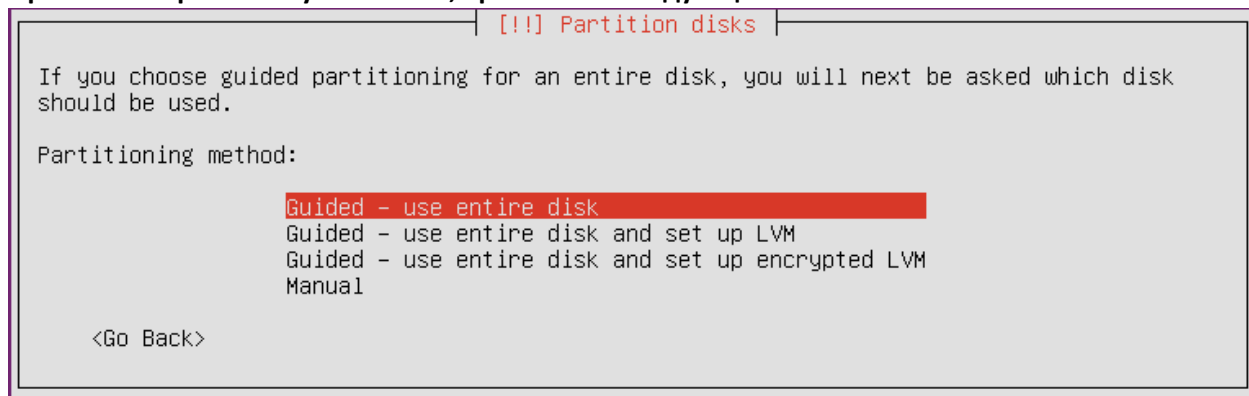 [!!] Partition disks
If you choose guided partitioning for an entire disk, you will next be asked which disk
should be used.
Partitioning method:
Guided - use entire disk
Guided - use entire disk and set up LVM
Guided - use entire disk and set up encrypted LVM
Manual
<Go Back>